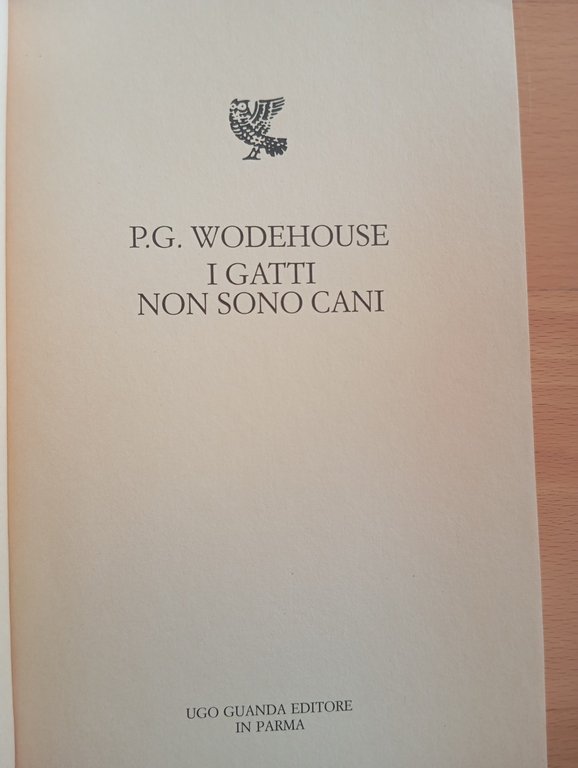 P.G. WODEHOUSE
I GATTI
NON SONO CANI
UGO GUANDA EDITORE
IN PARMA